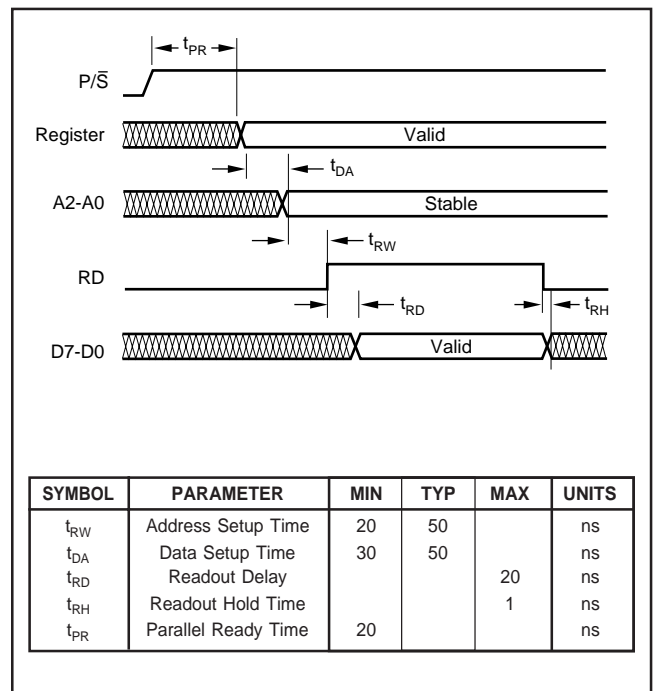 tPR
P/S̅
Register Valid
tDA
A2-A0 Stable
tRW
RD
tRD tRH
D7-D0 Valid
SYMBOL PARAMETER MIN TYP MAX UNITS
tRW Address Setup Time 20 50 ns
tDA Data Setup Time 30 50 ns
tRD Readout Delay 20 ns
tRH Readout Hold Time 1 ns
tPR Parallel Ready Time 20 ns